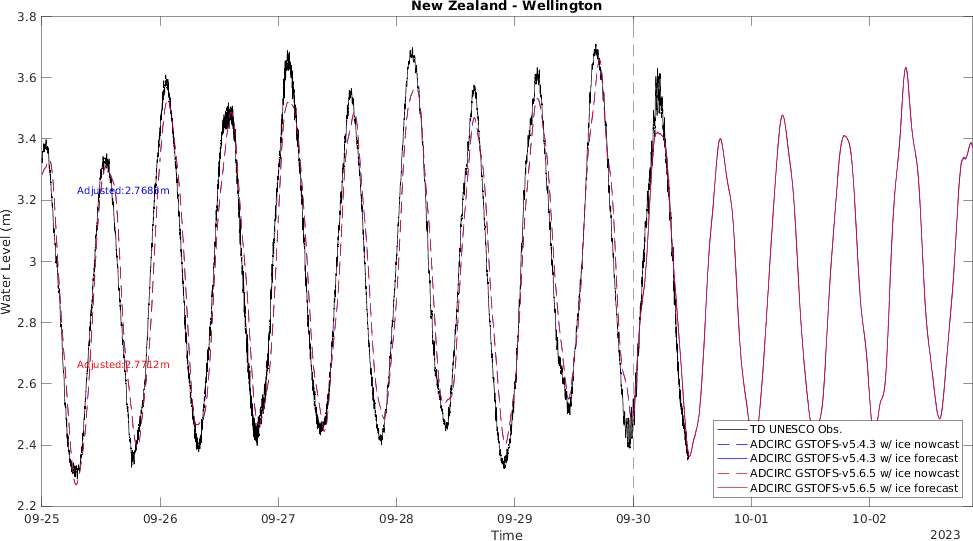 New Zealand - Wellington
3.8
3.6
3.4
3.2
3
2.8
2.6
2.4
2.2
Water Level (m)
Adjusted:2.768 m
Adjusted:2.7712m
TD UNESCO Obs.
ADCIRC GSTOFS-v5.4.3 w/ ice nowcast
ADCIRC GSTOFS-v5.4.3 w/ ice forecast
ADCIRC GSTOFS-v5.6.5 w/ ice nowcast
ADCIRC GSTOFS-v5.6.5 w/ ice forecast
09-25 09-26 09-27 09-28 09-29 09-30 10-01 10-02
Time
2023